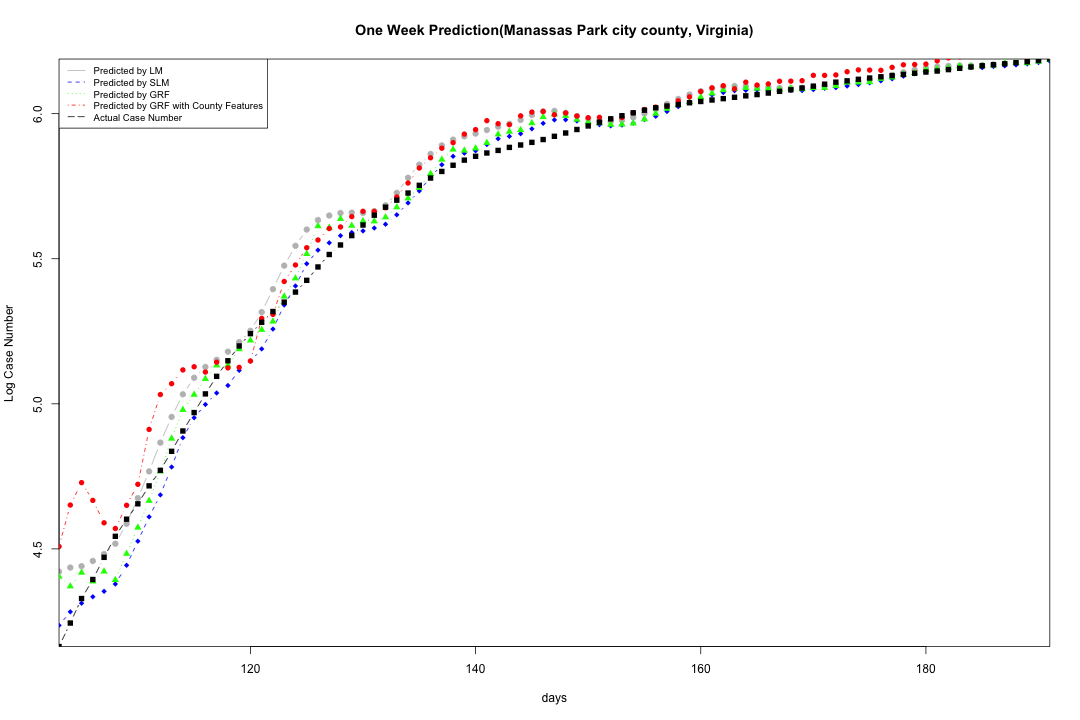 One Week Prediction(Manassas Park city county, Virginia)
Predicted by LM
Predicted by SLM
Predicted by GRF
Predicted by GRF with County Features
Actual Case Number
Log Case Number
6.0
5.5
5.0
4.5
120 140 160 180
days